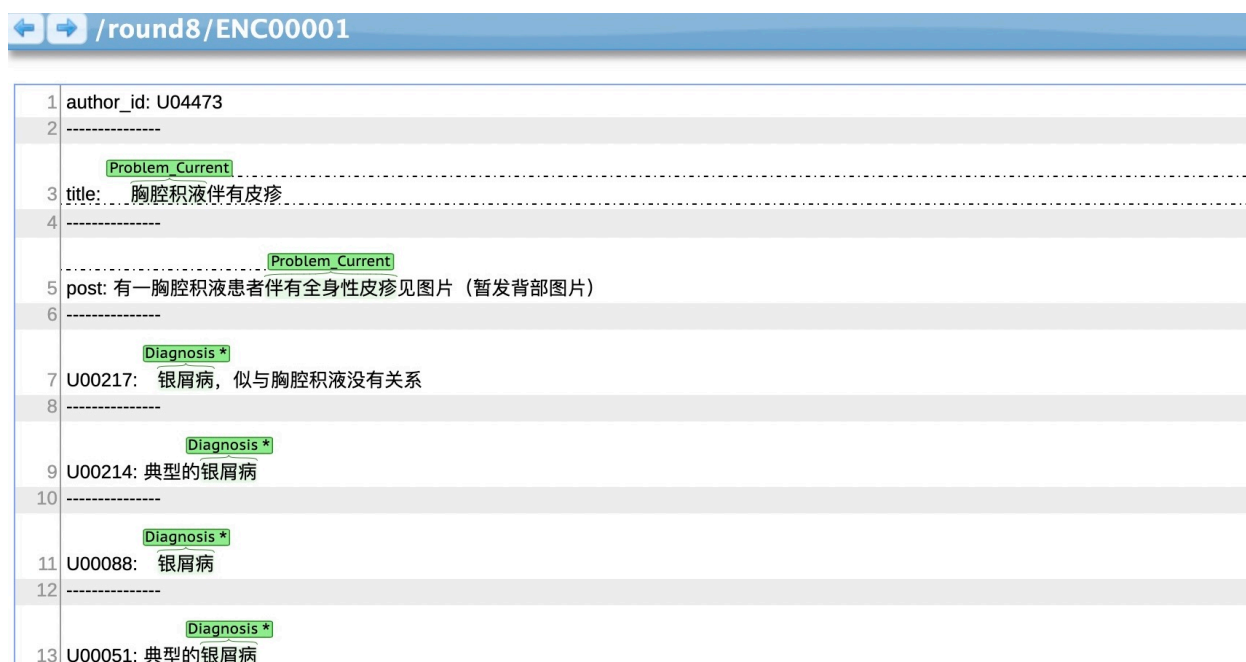 /round8/ENC00001
1 author_id: U04473
2 ---------------
Problem_Current
3 title: 胸腔积液伴有皮疹
4 ---------------
Problem_Current
5 post: 有一胸腔积液患者伴有全身性皮疹见图片（暂发背部图片）
6 ---------------
Diagnosis *
7 U00217: 银屑病，似与胸腔积液没有关系
8 ---------------
Diagnosis *
9 U00214: 典型的银屑病
10 ---------------
Diagnosis *
11 U00088: 银屑病
12 ---------------
Diagnosis *
13 U00051: 典型的银屑病